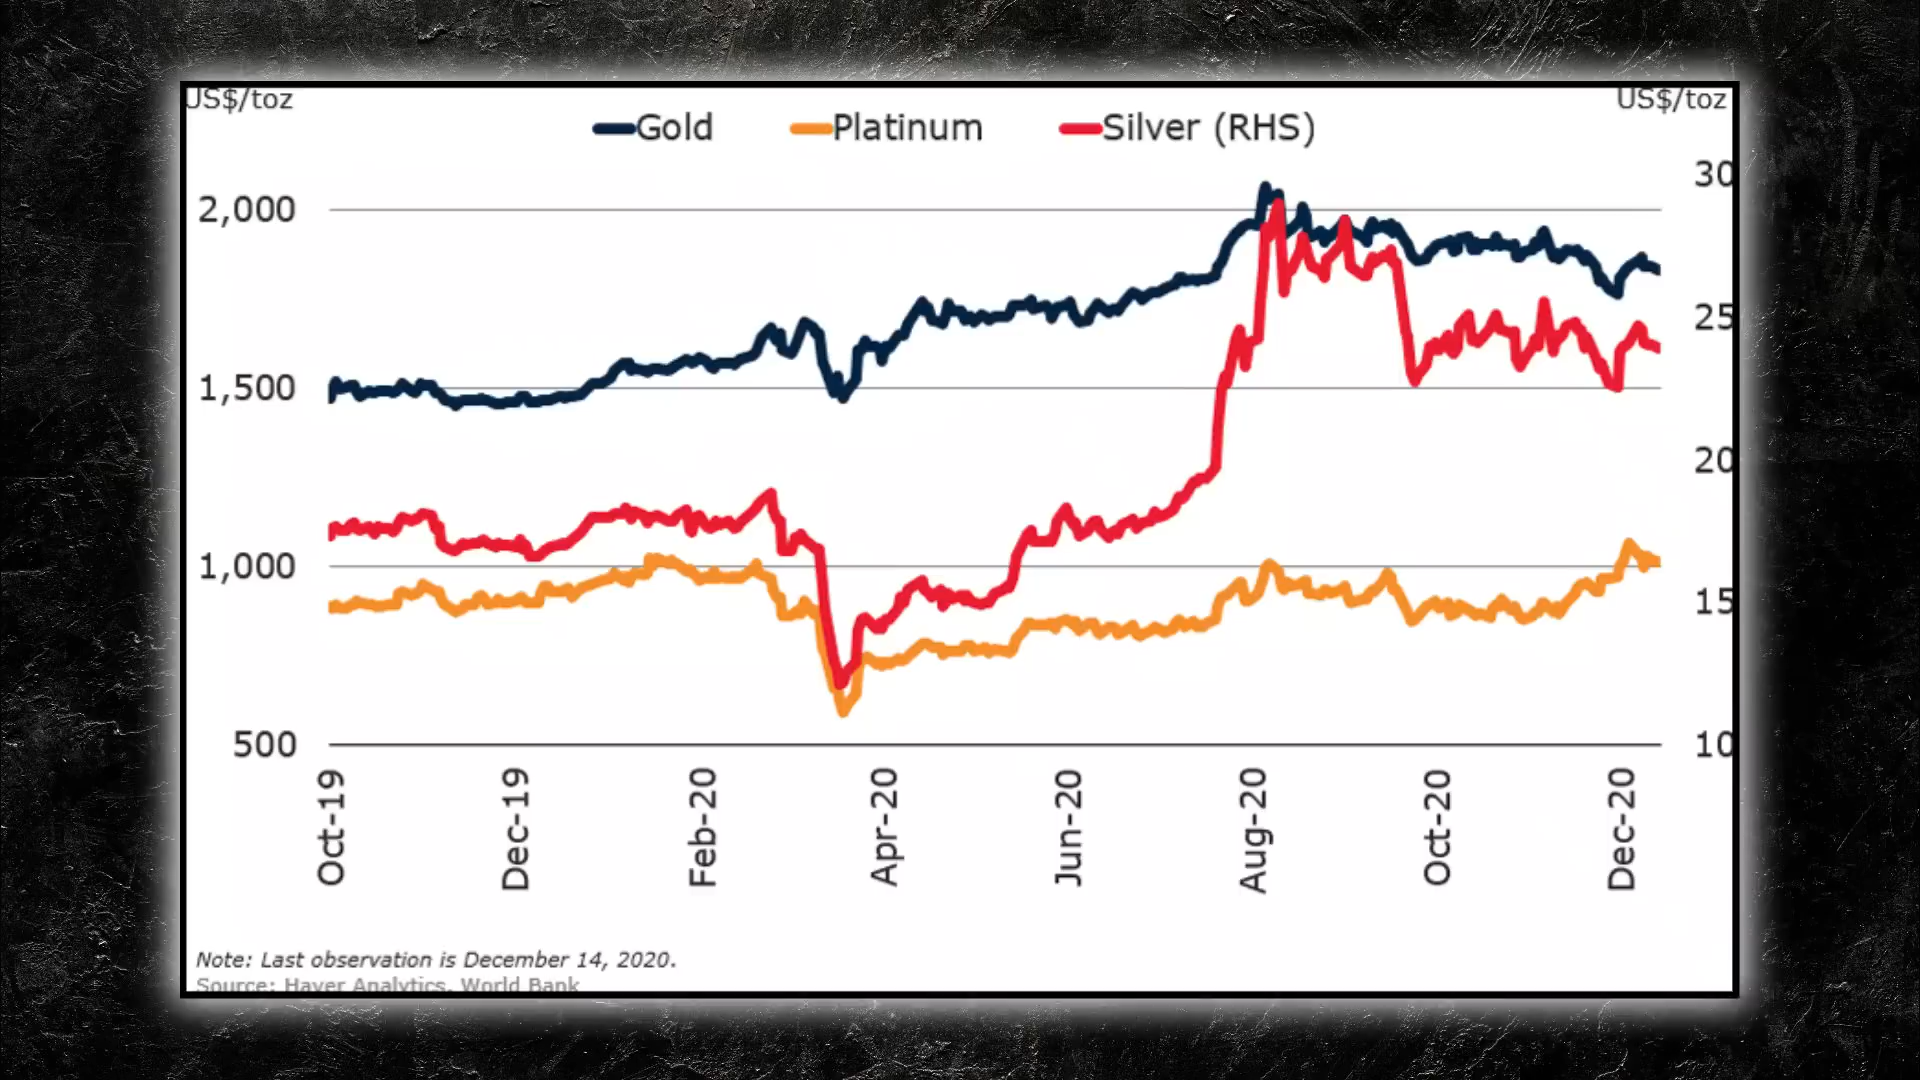 US$/toz
US$/toz
Gold Platinum Silver (RHS)
30
2,000
25
1,500
20
1,000
15
500
10
Oct-19
Dec-19
Feb-20
Apr-20
Jun-20
Aug-20
Oct-20
Dec-20
Note: Last observation is December 14, 2020.
Source: Haver Analytics, World Bank